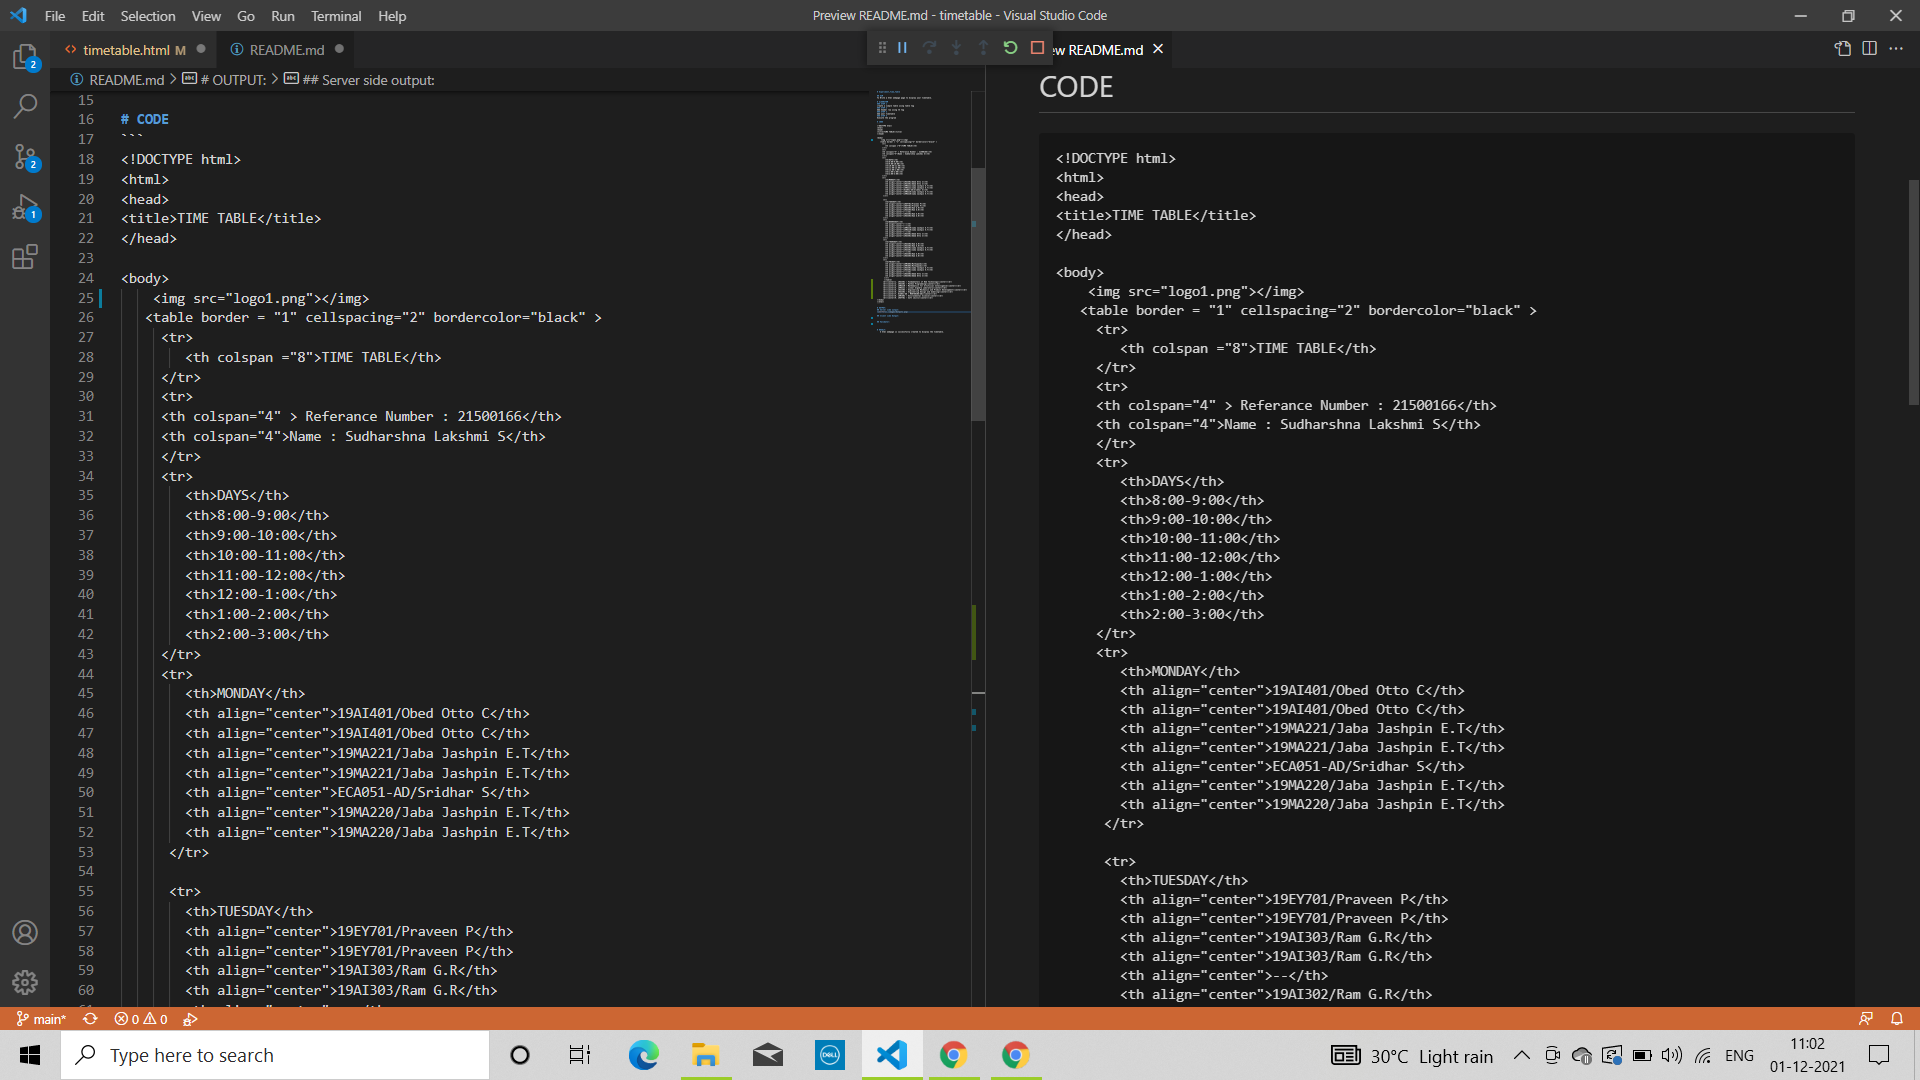 File Edit Selection View Go Run Terminal Help
Preview README.md - timetable - Visual Studio Code
timetable.html M
README.md
README.md
README.md > # OUTPUT: > ## Server side output:
15
16 # CODE
17 ```
18 <!DOCTYPE html>
19 <html>
20 <head>
21 <title>TIME TABLE</title>
22 </head>
23
24 <body>
25 <img src="logo1.png"></img>
26 <table border = "1" cellspacing="2" bordercolor="black" >
27 <tr>
28 <th colspan ="8">TIME TABLE</th>
29 </tr>
30 <tr>
31 <th colspan="4" > Referance Number : 21500166</th>
32 <th colspan="4">Name : Sudharshna Lakshmi S</th>
33 </tr>
34 <tr>
35 <th>DAYS</th>
36 <th>8:00-9:00</th>
37 <th>9:00-10:00</th>
38 <th>10:00-11:00</th>
39 <th>11:00-12:00</th>
40 <th>12:00-1:00</th>
41 <th>1:00-2:00</th>
42 <th>2:00-3:00</th>
43 </tr>
44 <tr>
45 <th>MONDAY</th>
46 <th align="center">19AI401/Obed Otto C</th>
47 <th align="center">19AI401/Obed Otto C</th>
48 <th align="center">19MA221/Jaba Jashpin E.T</th>
49 <th align="center">19MA221/Jaba Jashpin E.T</th>
50 <th align="center">ECA051-AD/Sridhar S</th>
51 <th align="center">19MA220/Jaba Jashpin E.T</th>
52 <th align="center">19MA220/Jaba Jashpin E.T</th>
53 </tr>
54
55 <tr>
56 <th>TUESDAY</th>
57 <th align="center">19EY701/Praveen P</th>
58 <th align="center">19EY701/Praveen P</th>
59 <th align="center">19AI303/Ram G.R</th>
60 <th align="center">19AI303/Ram G.R</th>
CODE
<!DOCTYPE html>
<html>
<head>
<title>TIME TABLE</title>
</head>
<body>
<img src="logo1.png"></img>
<table border = "1" cellspacing="2" bordercolor="black" >
<tr>
<th colspan ="8">TIME TABLE</th>
</tr>
<tr>
<th colspan="4" > Referance Number : 21500166</th>
<th colspan="4">Name : Sudharshna Lakshmi S</th>
</tr>
<tr>
<th>DAYS</th>
<th>8:00-9:00</th>
<th>9:00-10:00</th>
<th>10:00-11:00</th>
<th>11:00-12:00</th>
<th>12:00-1:00</th>
<th>1:00-2:00</th>
<th>2:00-3:00</th>
</tr>
<tr>
<th>MONDAY</th>
<th align="center">19AI401/Obed Otto C</th>
<th align="center">19AI401/Obed Otto C</th>
<th align="center">19MA221/Jaba Jashpin E.T</th>
<th align="center">19MA221/Jaba Jashpin E.T</th>
<th align="center">ECA051-AD/Sridhar S</th>
<th align="center">19MA220/Jaba Jashpin E.T</th>
<th align="center">19MA220/Jaba Jashpin E.T</th>
</tr>
<tr>
<th>TUESDAY</th>
<th align="center">19EY701/Praveen P</th>
<th align="center">19EY701/Praveen P</th>
<th align="center">19AI303/Ram G.R</th>
<th align="center">19AI303/Ram G.R</th>
<th align="center">--</th>
<th align="center">19AI302/Ram G.R</th>
2
2
1
main* 0 0
Type here to search
DELL
30°C Light rain
ENG
11:02
01-12-2021